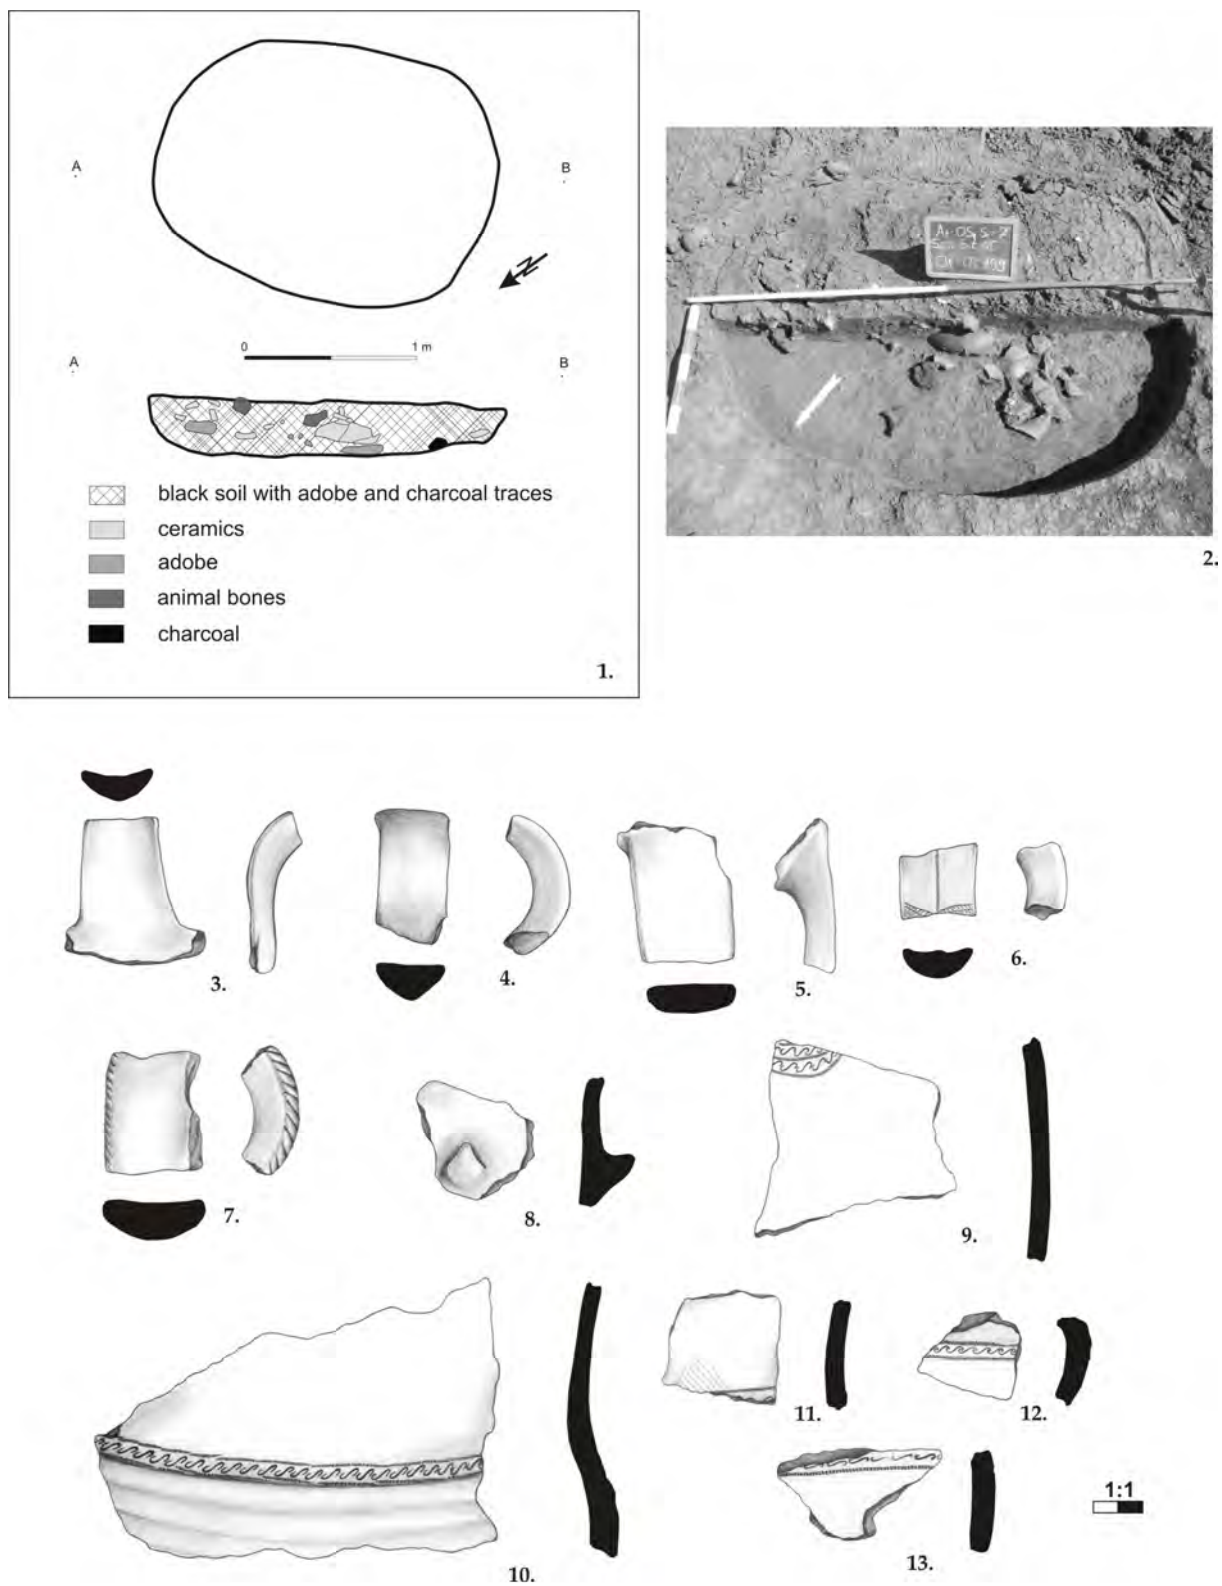 A
B
0
1 m
A
B
black soil with adobe and charcoal traces
ceramics
adobe
animal bones
charcoal
1.
2.
3.
4.
5.
6.
7.
8.
9.
10.
11.
12.
13.
1:1